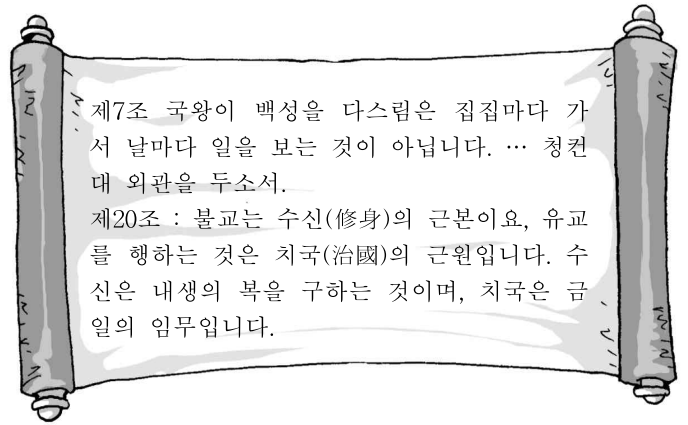 제7조 국왕이 백성을 다스림은 집집마다 가
서 날마다 일을 보는 것이 아닙니다. … 청컨
대 외관을 두소서.
제20조 : 불교는 수신(修身)의 근본이요, 유교
를 행하는 것은 치국(治國)의 근원입니다. 수
신은 내생의 복을 구하는 것이며, 치국은 금
일의 임무입니다.